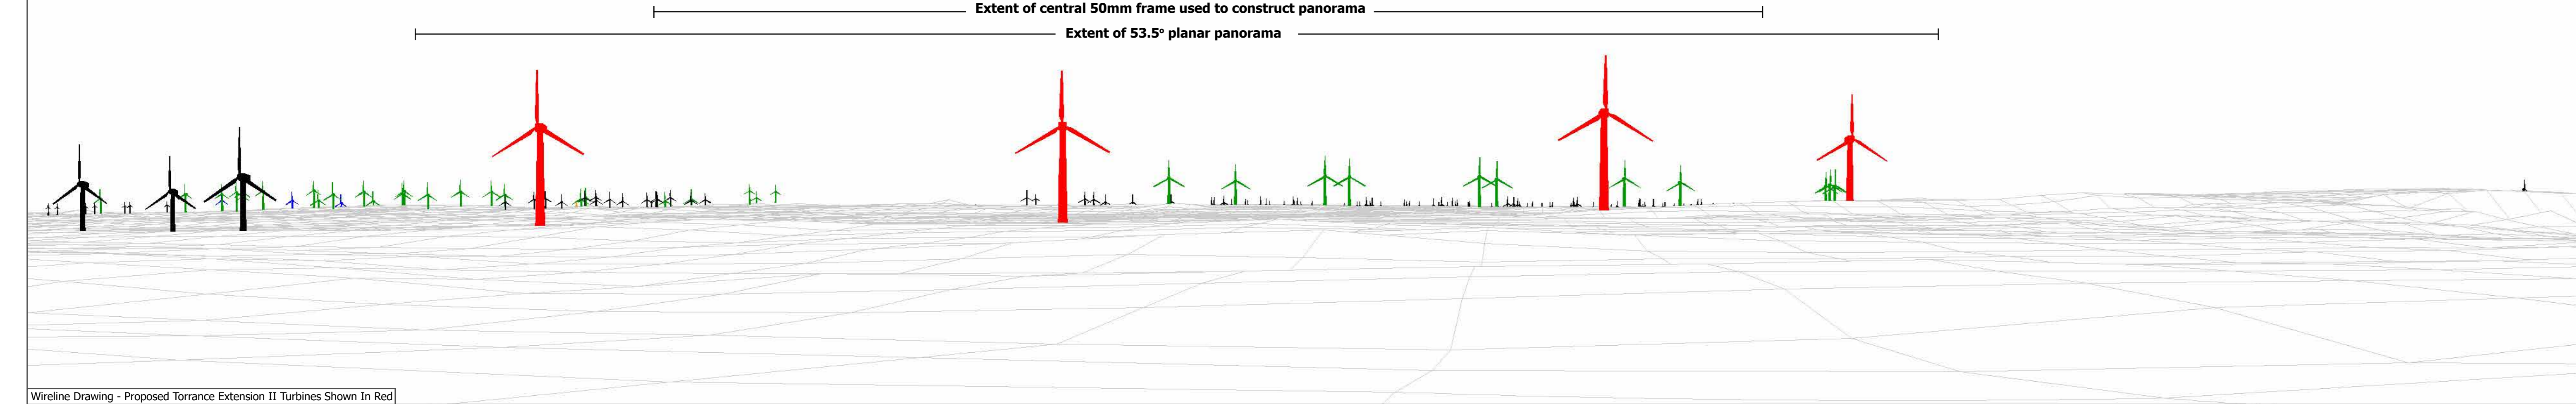 Extent of central 50mm frame used to construct panorama
Extent of 53.5° planar panorama
Wireline Drawing - Proposed Torrance Extension II Turbines Shown In Red